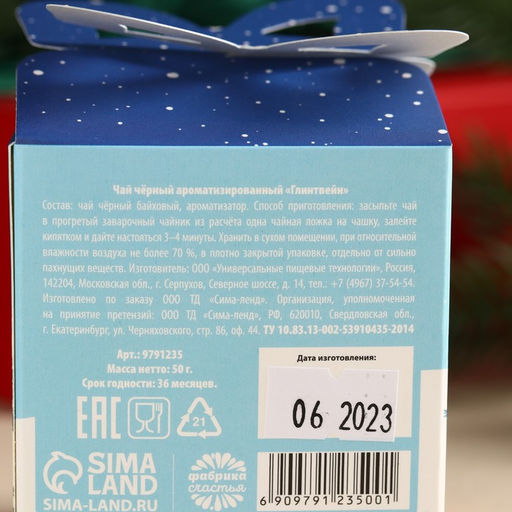 Чай чёрный ароматизированный «Глинтвейн»
Состав: чай чёрный байховый, ароматизатор. Способ приготовления: засыпьте чай
в прогретый заварочный чайник из расчёта одна чайная ложка на чашку, залейте
кипятком и дайте настояться 3–4 минуты. Хранить в сухом помещении, при относительной
влажности воздуха не более 70 %, в плотно закрытой упаковке, отдельно от сильно
пахнущих веществ. Изготовитель: ООО «Универсальные пищевые технологии», Россия,
142204, Московская обл., г. Серпухов, Северное шоссе, д. 14, тел.: +7 (4967) 37-54-54.
Изготовлено по заказу ООО ТД «Сима-ленд». Организация, уполномоченная
на принятие претензий: ООО ТД «Сима-ленд», РФ, 620010, Свердловская обл.,
г. Екатеринбург, ул. Черняховского, стр. 86, оф. 44. ТУ 10.83.13-002-53910435-2014
Арт.: 9791235
Масса нетто: 50 г.
Срок годности: 36 месяцев.
Дата изготовления:
06 2023
EAC
21
SIMA
LAND
SIMA-LAND.RU
фабрика
счастья
6 909791 235001